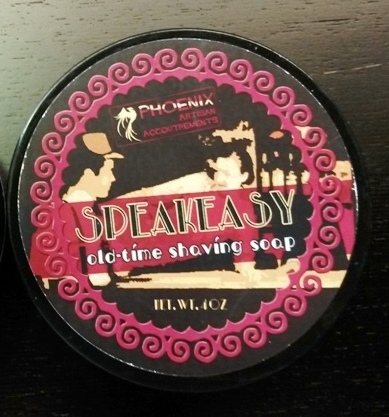 PHOENIX
ARTISAN
ACCOUTREMENTS
SPEAKEASY
old-time shaving soap
NET. WT. 4OZ